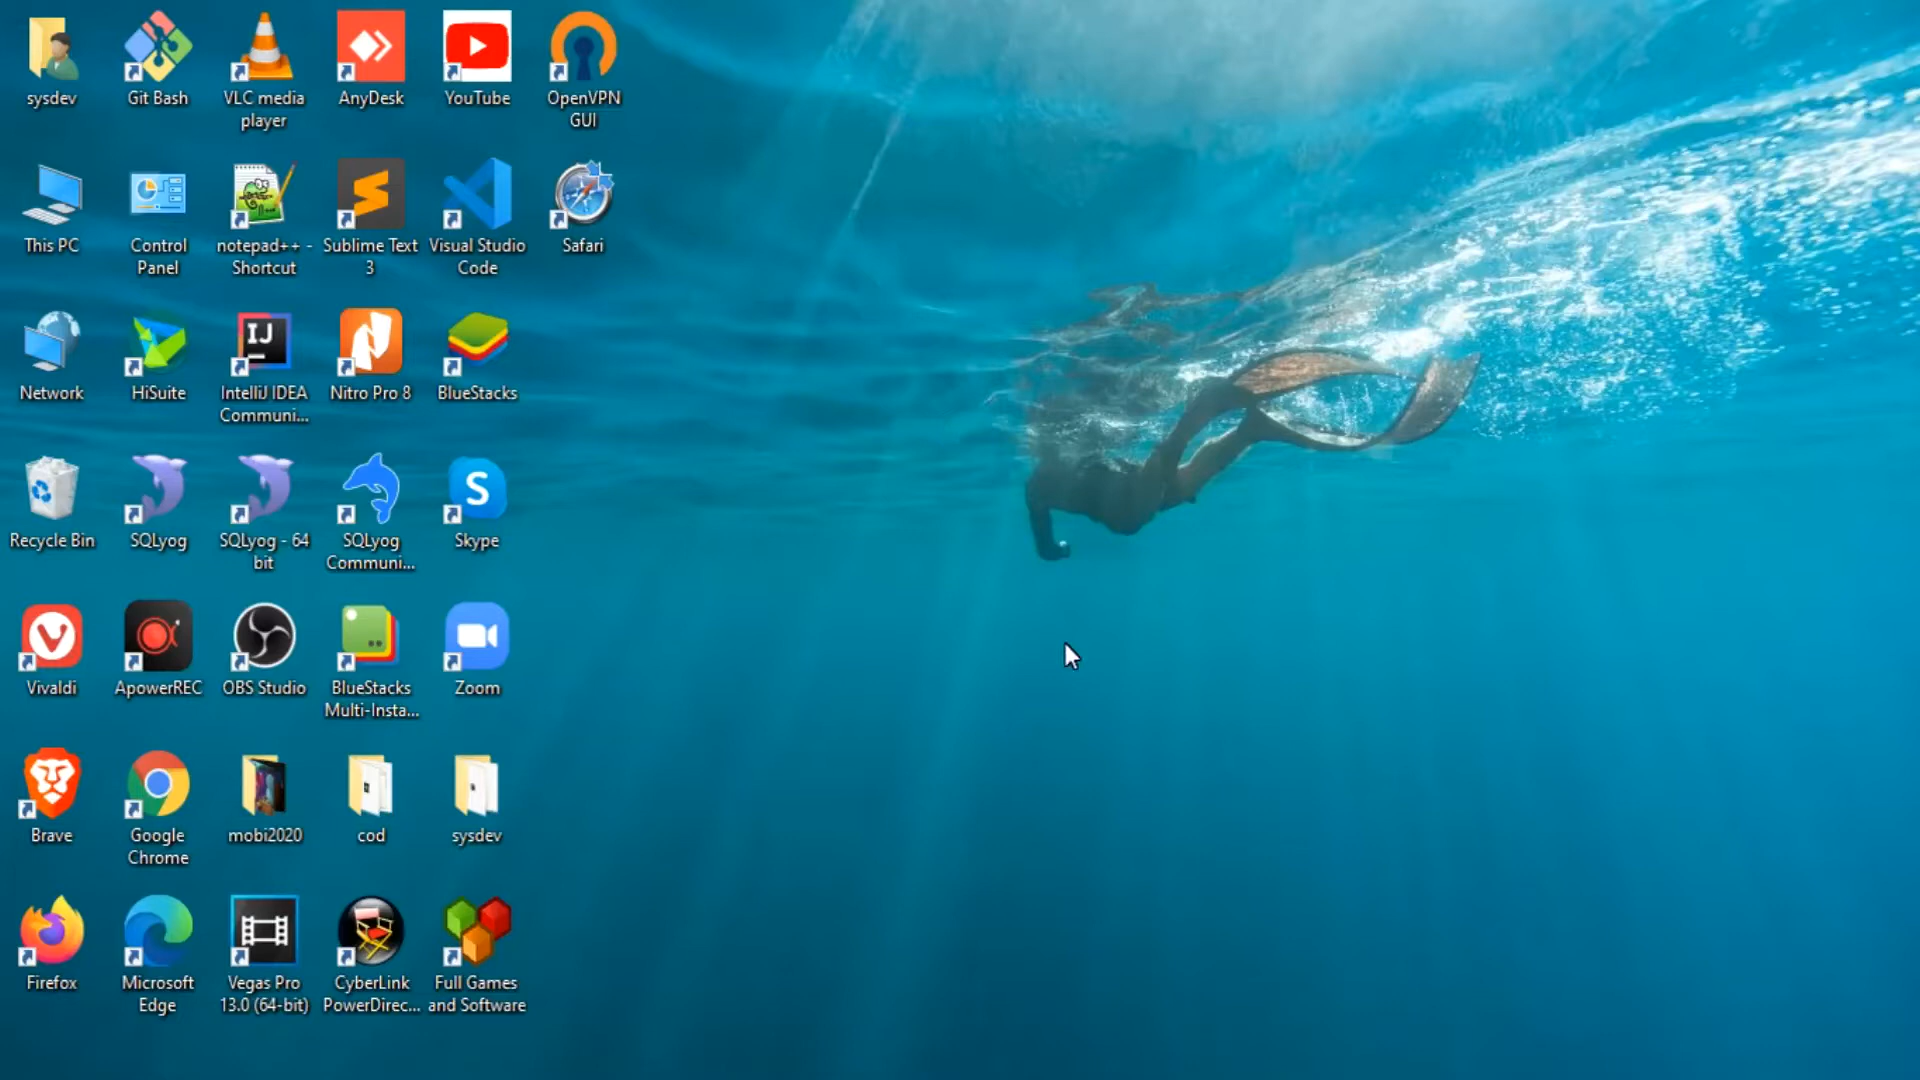 sysdev
Git Bash
VLC media
player
AnyDesk
YouTube
OpenVPN
GUI
This PC
Control
Panel
notepad++ -
Shortcut
Sublime Text
3
Visual Studio
Code
Safari
Network
HiSuite
IJ
IntelliJ IDEA
Communi...
Nitro Pro 8
BlueStacks
Recycle Bin
SQLyog
SQLyog - 64
bit
SQLyog
Communi...
S
Skype
Vivaldi
ApowerREC
OBS Studio
BlueStacks
Multi-Insta...
Zoom
Brave
Google
Chrome
mobi2020
cod
sysdev
Firefox
Microsoft
Edge
Vegas Pro
13.0 (64-bit)
CyberLink
PowerDirec...
Full Games
and Software